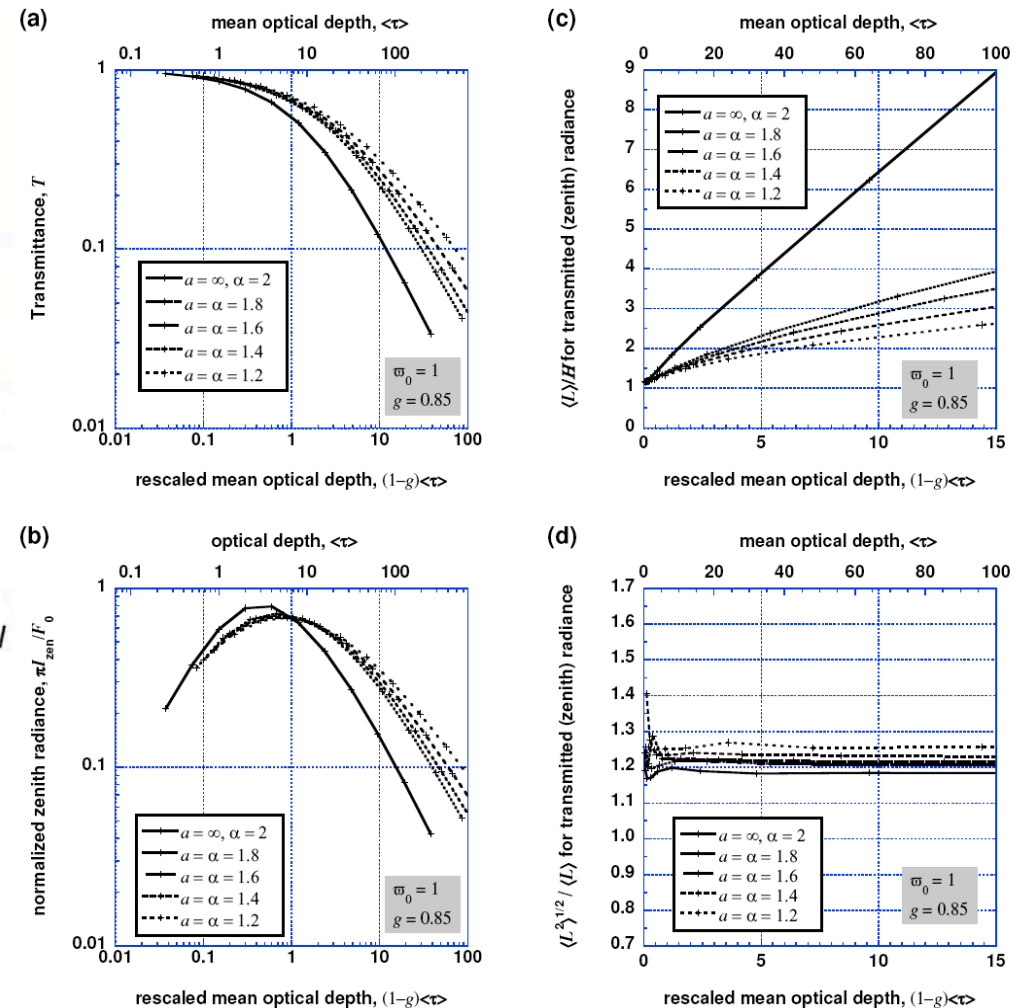 (a)
mean optical depth, <τ>
0.1 1 10 100
1
0.1
0.01
Transmittance, T
a = ∞, α = 2
a = α = 1.8
a = α = 1.6
a = α = 1.4
a = α = 1.2
ϖ0 = 1
g = 0.85
0.01 0.1 1 10 100
rescaled mean optical depth, (1–g)<τ>
(c)
mean optical depth, <τ>
0 20 40 60 80 100
9
8
7
6
5
4
3
2
1
0
⟨L⟩/H for transmitted (zenith) radiance
a = ∞, α = 2
a = α = 1.8
a = α = 1.6
a = α = 1.4
a = α = 1.2
ϖ0 = 1
g = 0.85
0 5 10 15
rescaled mean optical depth, (1–g)<τ>
(b)
optical depth, <τ>
0.1 1 10 100
1
0.1
0.01
normalized zenith radiance, πIzen/F0
a = ∞, α = 2
a = α = 1.8
a = α = 1.6
a = α = 1.4
a = α = 1.2
ϖ0 = 1
g = 0.85
0.01 0.1 1 10 100
rescaled mean optical depth, (1–g)<τ>
(d)
mean optical depth, <τ>
0 20 40 60 80 100
1.7
1.6
1.5
1.4
1.3
1.2
1.1
1.0
0.9
0.8
0.7
⟨L²⟩^1/2 / ⟨L⟩ for transmitted (zenith) radiance
a = ∞, α = 2
a = α = 1.8
a = α = 1.6
a = α = 1.4
a = α = 1.2
ϖ0 = 1
g = 0.85
0 5 10 15
rescaled mean optical depth, (1–g)<τ>